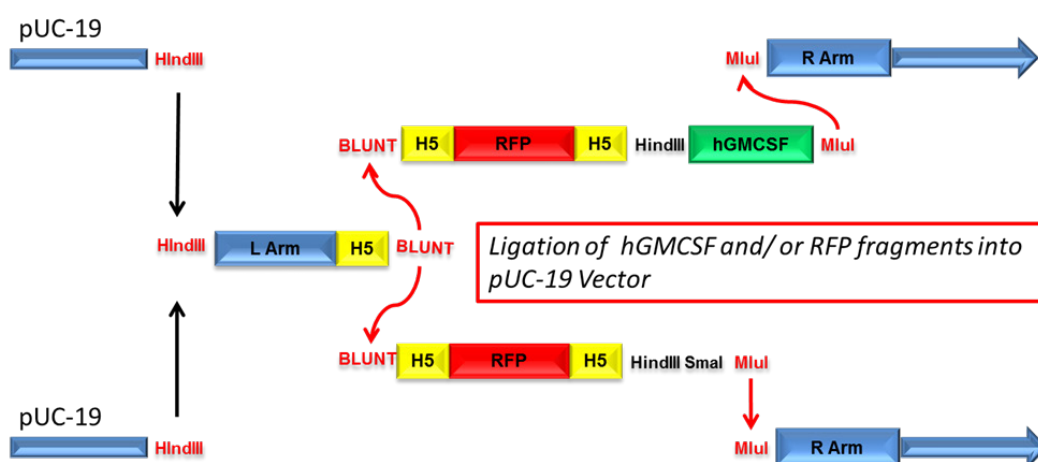 pUC-19
HIndIII
MluI
R Arm
BLUNT
H5
RFP
H5
HindIII
hGMCSF
MluI
HIndIII
L Arm
H5
BLUNT
Ligation of hGMCSF and/ or RFP fragments into
pUC-19 Vector
BLUNT
H5
RFP
H5
HindIII SmaI
MluI
pUC-19
HIndIII
MluI
R Arm